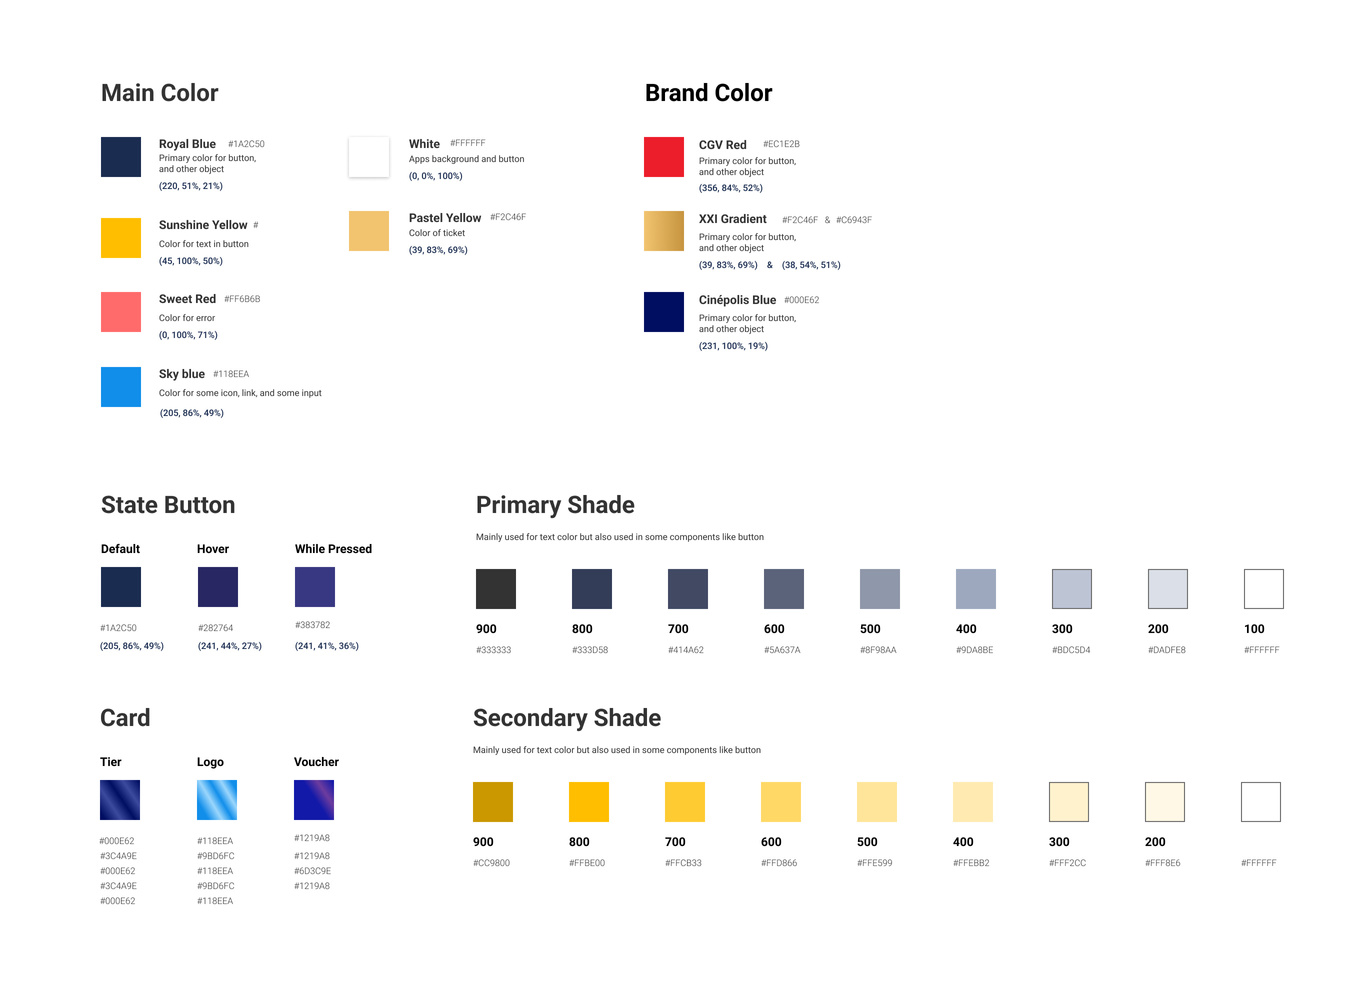 Main Color
Royal Blue #1A2C50
Primary color for button,
and other object
(220, 51%, 21%)
Sunshine Yellow #
Color for text in button
(45, 100%, 50%)
Sweet Red #FF6B6B
Color for error
(0, 100%, 71%)
Sky blue #118EEA
Color for some icon, link, and some input
(205, 86%, 49%)
White #FFFFFF
Apps background and button
(0, 0%, 100%)
Pastel Yellow #F2C46F
Color of ticket
(39, 83%, 69%)
Brand Color
CGV Red #EC1E2B
Primary color for button,
and other object
(356, 84%, 52%)
XXI Gradient #F2C46F & #C6943F
Primary color for button,
and other object
(39, 83%, 69%) & (38, 54%, 51%)
Cinépolis Blue #000E62
Primary color for button,
and other object
(231, 100%, 19%)
State Button
Default Hover While Pressed
#1A2C50 #282764 #383782
(205, 86%, 49%) (241, 44%, 27%) (241, 41%, 36%)
Primary Shade
Mainly used for text color but also used in some components like button
900 800 700 600 500 400 300 200 100
#333333 #333D58 #414A62 #5A637A #8F98AA #9DA8BE #BDC5D4 #DADFE8 #FFFFFF
Card
Tier Logo Voucher
#000E62 #118EEA #1219A8
#3C4A9E #9BD6FC #1219A8
#000E62 #118EEA #6D3C9E
#3C4A9E #9BD6FC #1219A8
#000E62 #118EEA
Secondary Shade
Mainly used for text color but also used in some components like button
900 800 700 600 500 400 300 200
#CC9800 #FFBE00 #FFCB33 #FFD866 #FFE599 #FFEBB2 #FFF2CC #FFF8E6 #FFFFFF